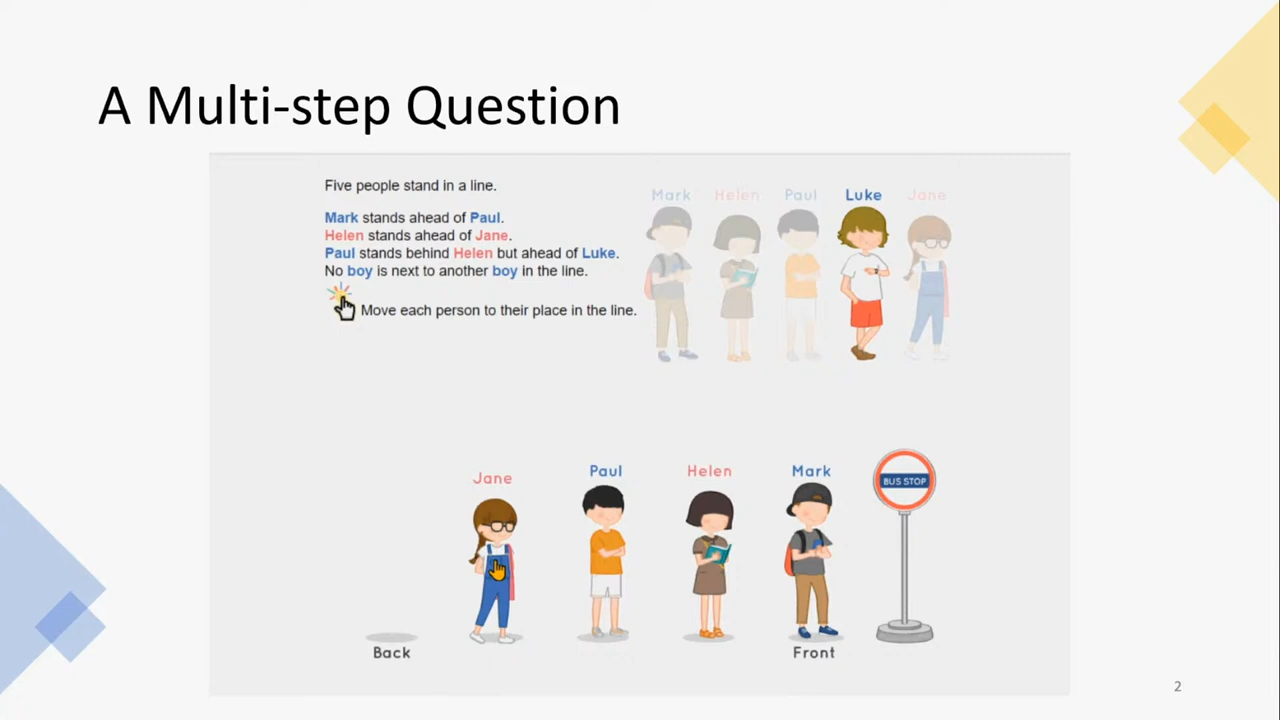 A Multi-step Question
Five people stand in a line.
Mark stands ahead of Paul.
Helen stands ahead of Jane.
Paul stands behind Helen but ahead of Luke.
No boy is next to another boy in the line.
Move each person to their place in the line.
Mark Helen Paul Luke Jane
Jane Paul Helen Mark
BUS STOP
Back Front
2